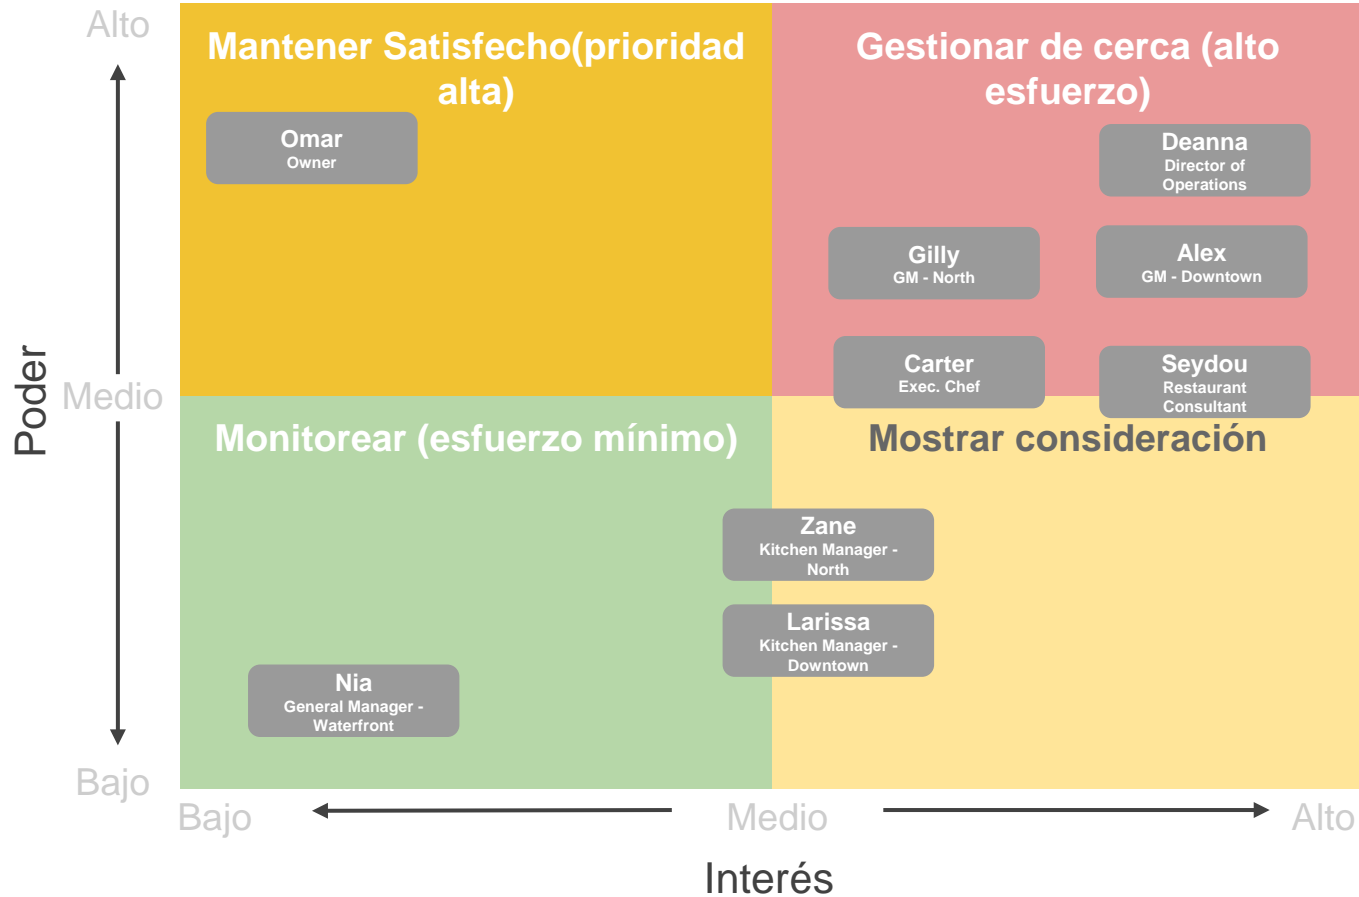 Alto
Mantener Satisfecho(prioridad
alta)
Gestionar de cerca (alto
esfuerzo)
Omar
Owner
Deanna
Director of
Operations
Gilly
GM - North
Alex
GM - Downtown
Carter
Exec. Chef
Seydou
Restaurant
Consultant
Poder
Medio
Monitorear (esfuerzo mínimo)
Mostrar consideración
Zane
Kitchen Manager -
North
Larissa
Kitchen Manager -
Downtown
Nia
General Manager -
Waterfront
Bajo
Bajo
Medio
Alto
Interés